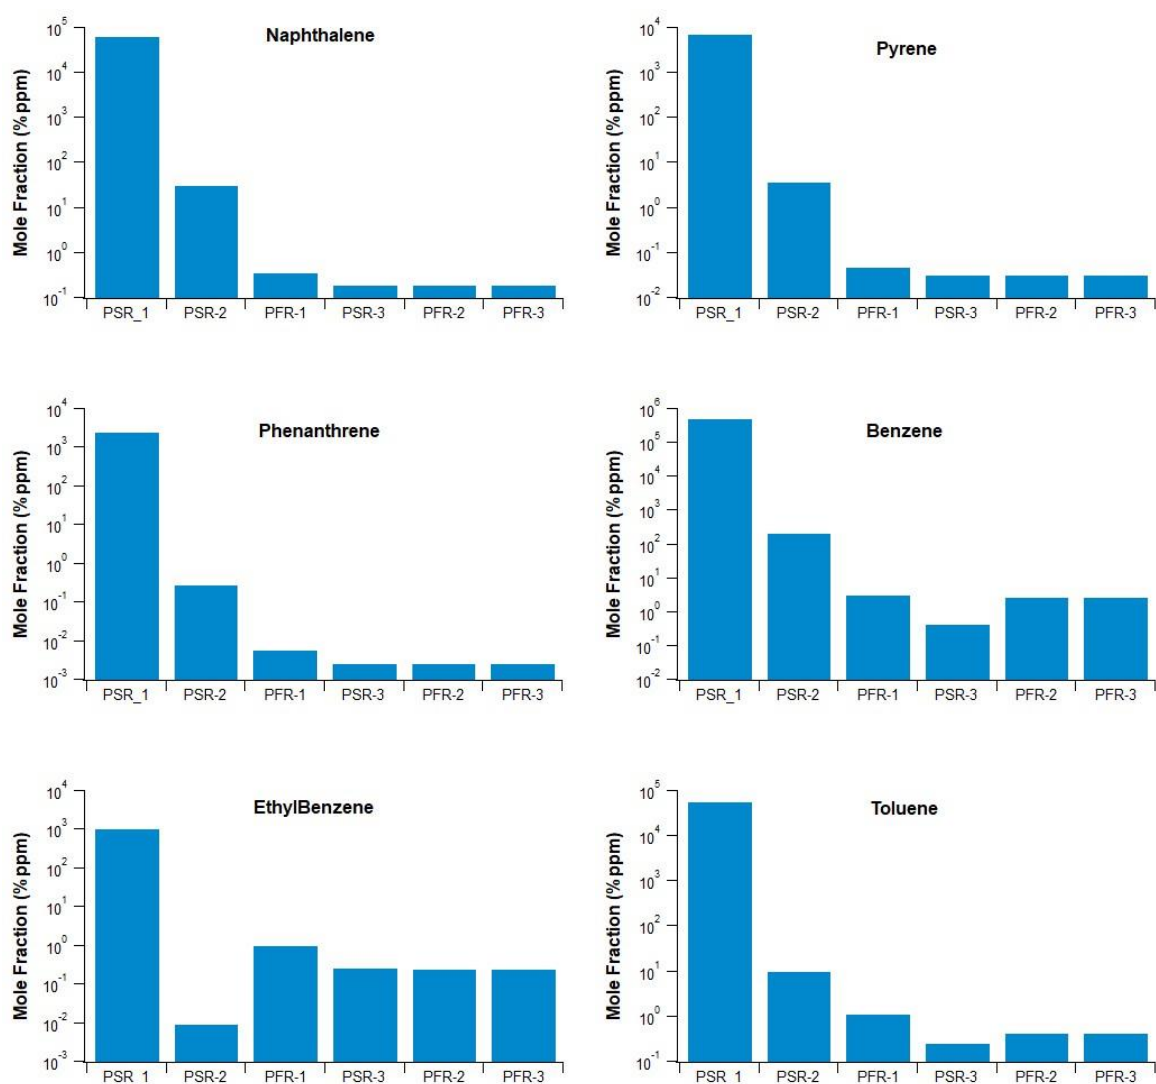 Naphthalene
Mole Fraction (%ppm)
10^5
10^4
10^3
10^2
10^1
10^0
10^-1
PSR_1 PSR-2 PFR-1 PSR-3 PFR-2 PFR-3
Pyrene
Mole Fraction (%ppm)
10^4
10^3
10^2
10^1
10^0
10^-1
10^-2
PSR_1 PSR-2 PFR-1 PSR-3 PFR-2 PFR-3
Phenanthrene
Mole Fraction (%ppm)
10^4
10^3
10^2
10^1
10^0
10^-1
10^-2
10^-3
PSR_1 PSR-2 PFR-1 PSR-3 PFR-2 PFR-3
Benzene
Mole Fraction (%ppm)
10^6
10^5
10^4
10^3
10^2
10^1
10^0
10^-1
10^-2
PSR_1 PSR-2 PFR-1 PSR-3 PFR-2 PFR-3
EthylBenzene
Mole Fraction (%ppm)
10^4
10^3
10^2
10^1
10^0
10^-1
10^-2
10^-3
PSR_1 PSR-2 PFR-1 PSR-3 PFR-2 PFR-3
Toluene
Mole Fraction (%ppm)
10^5
10^4
10^3
10^2
10^1
10^0
10^-1
PSR_1 PSR-2 PFR-1 PSR-3 PFR-2 PFR-3